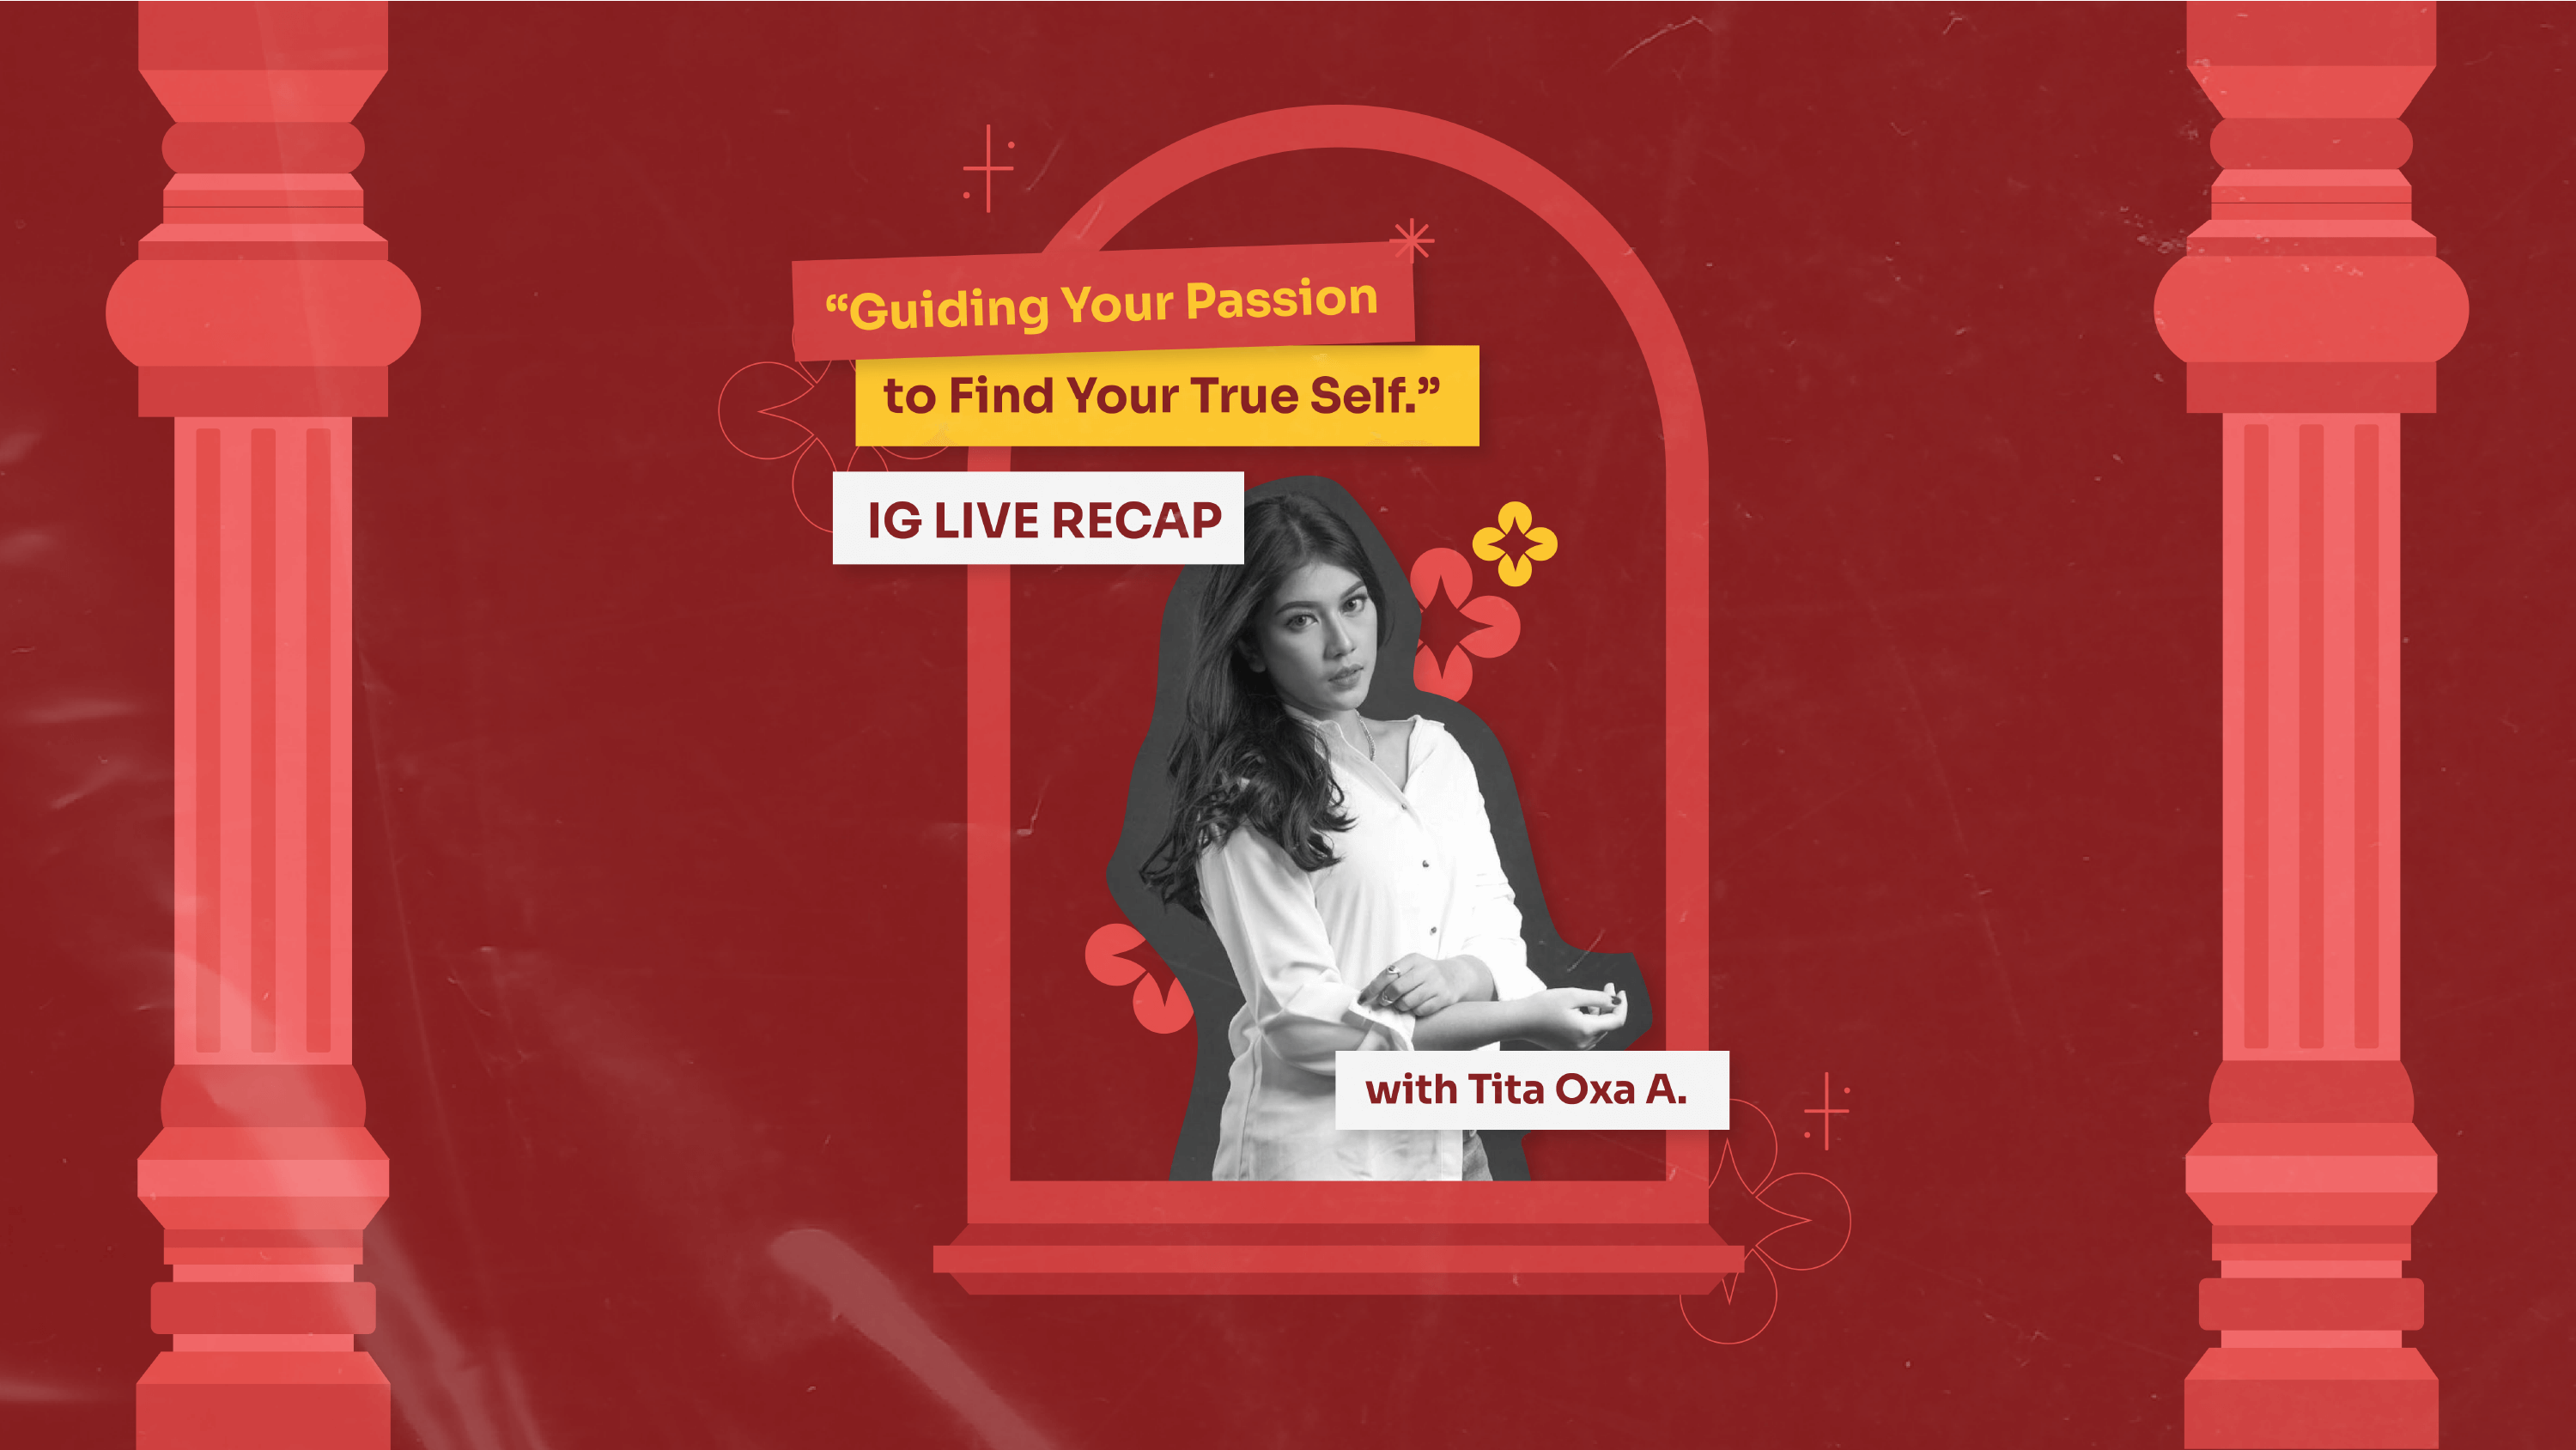 “Guiding Your Passion
to Find Your True Self.”
IG LIVE RECAP
with Tita Oxa A.